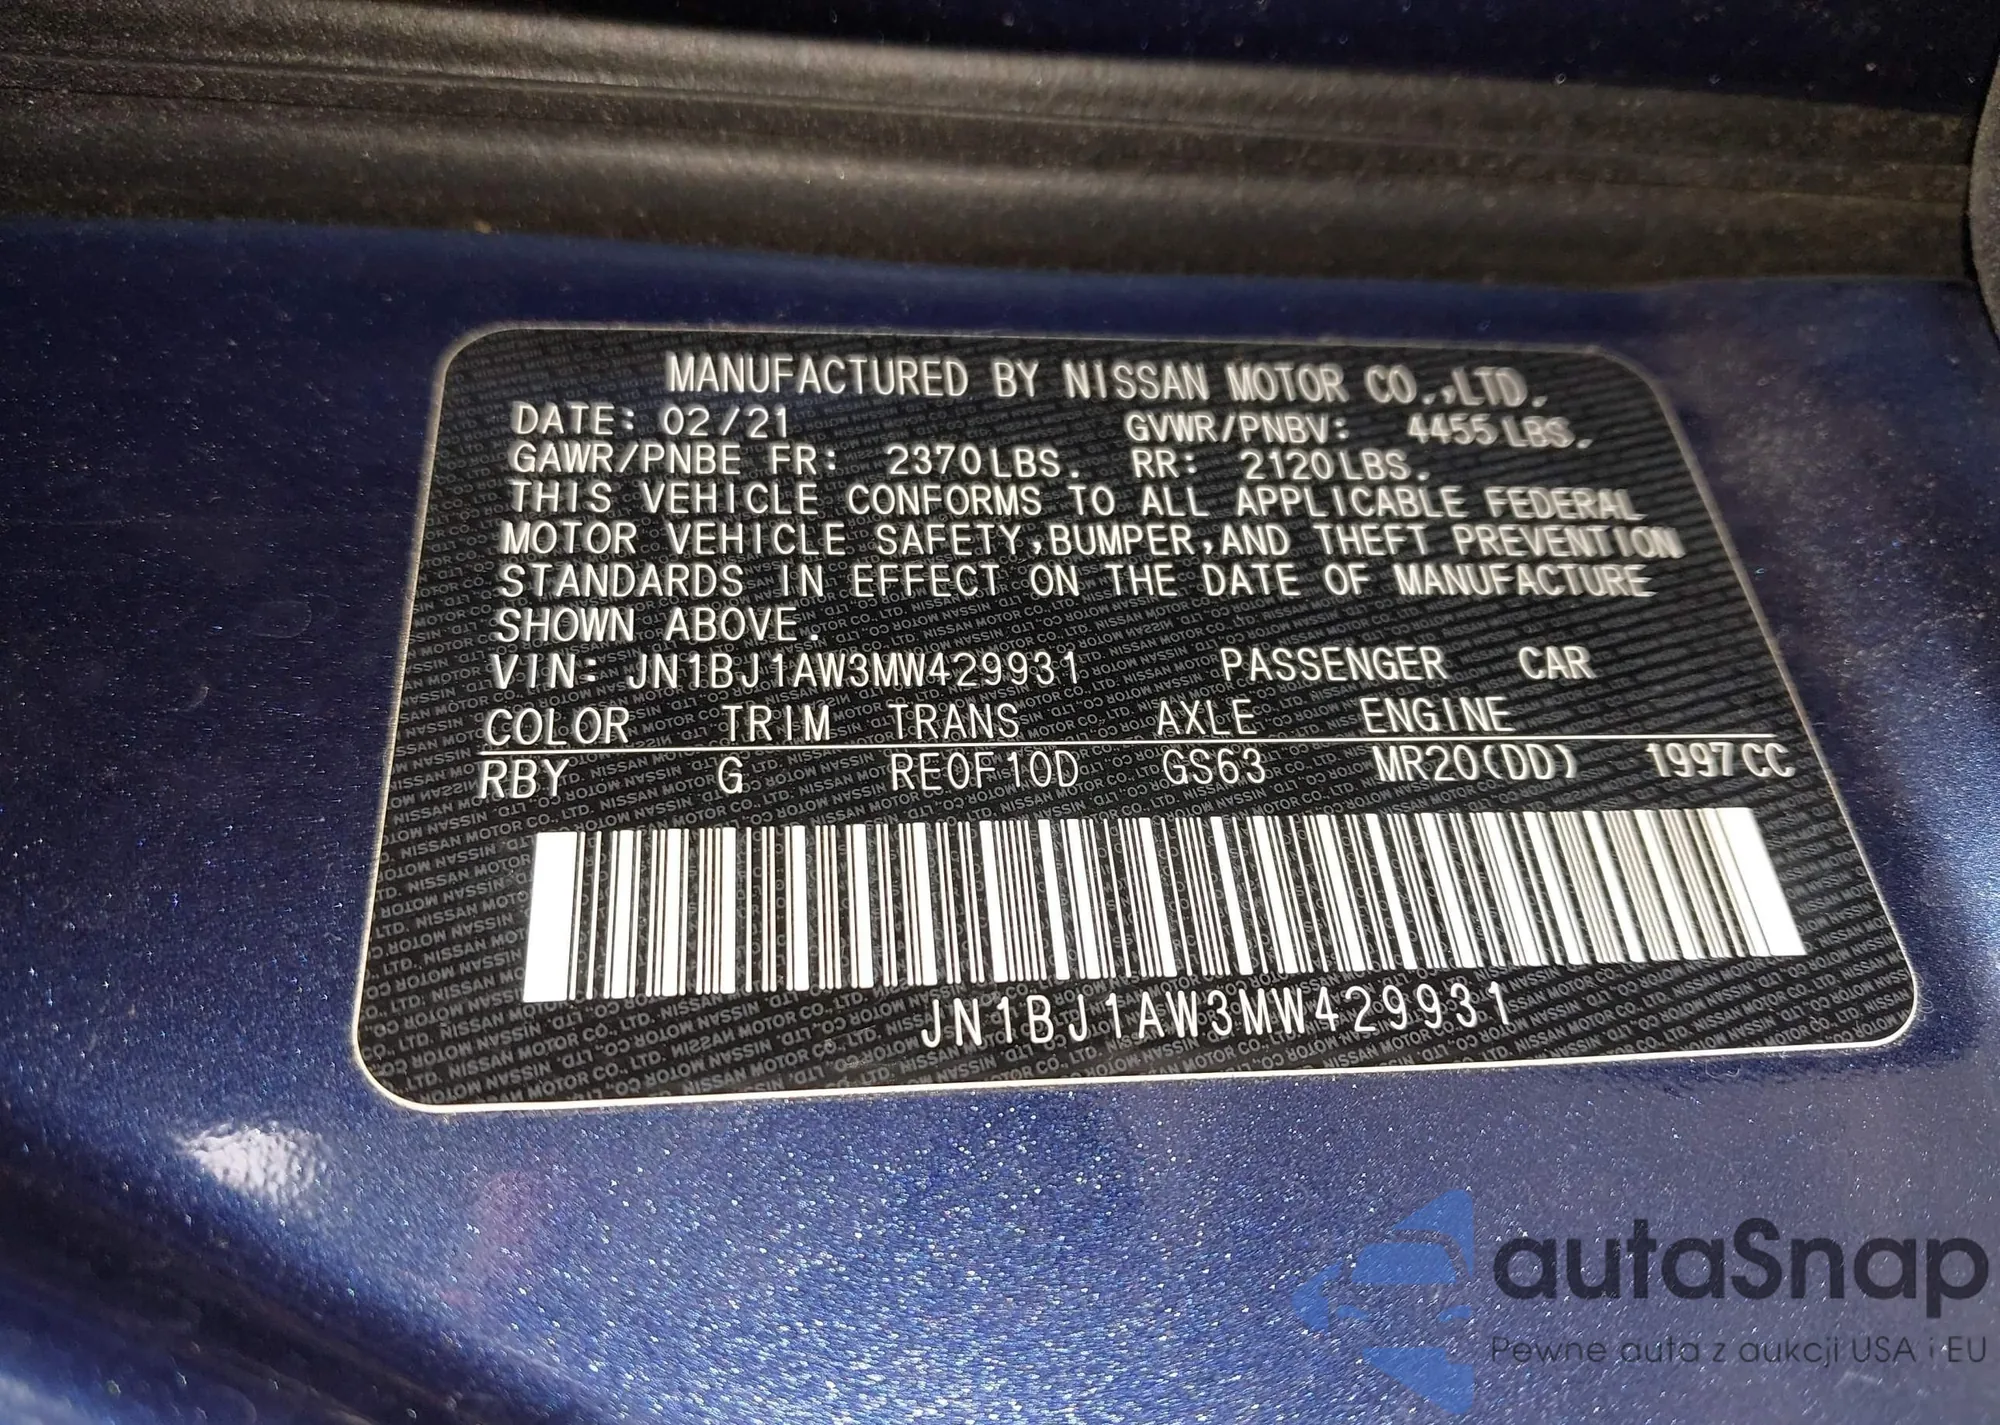 MANUFACTURED BY NISSAN MOTOR CO.,LTD.
DATE: 02/21 GVWR/PNBV: 4455LBS.
GAWR/PNBE FR: 2370LBS. RR: 2120LBS.
THIS VEHICLE CONFORMS TO ALL APPLICABLE FEDERAL
MOTOR VEHICLE SAFETY,BUMPER,AND THEFT PREVENTION
STANDARDS IN EFFECT ON THE DATE OF MANUFACTURE
SHOWN ABOVE.
VIN: JN1BJ1AW3MW429931 PASSENGER CAR
COLOR TRIM TRANS AXLE ENGINE
RBY G RE0F10D GS63 MR20(DD) 1997CC
JN1BJ1AW3MW429931
autaSnap
Pewne auta z aukcji USA i EU